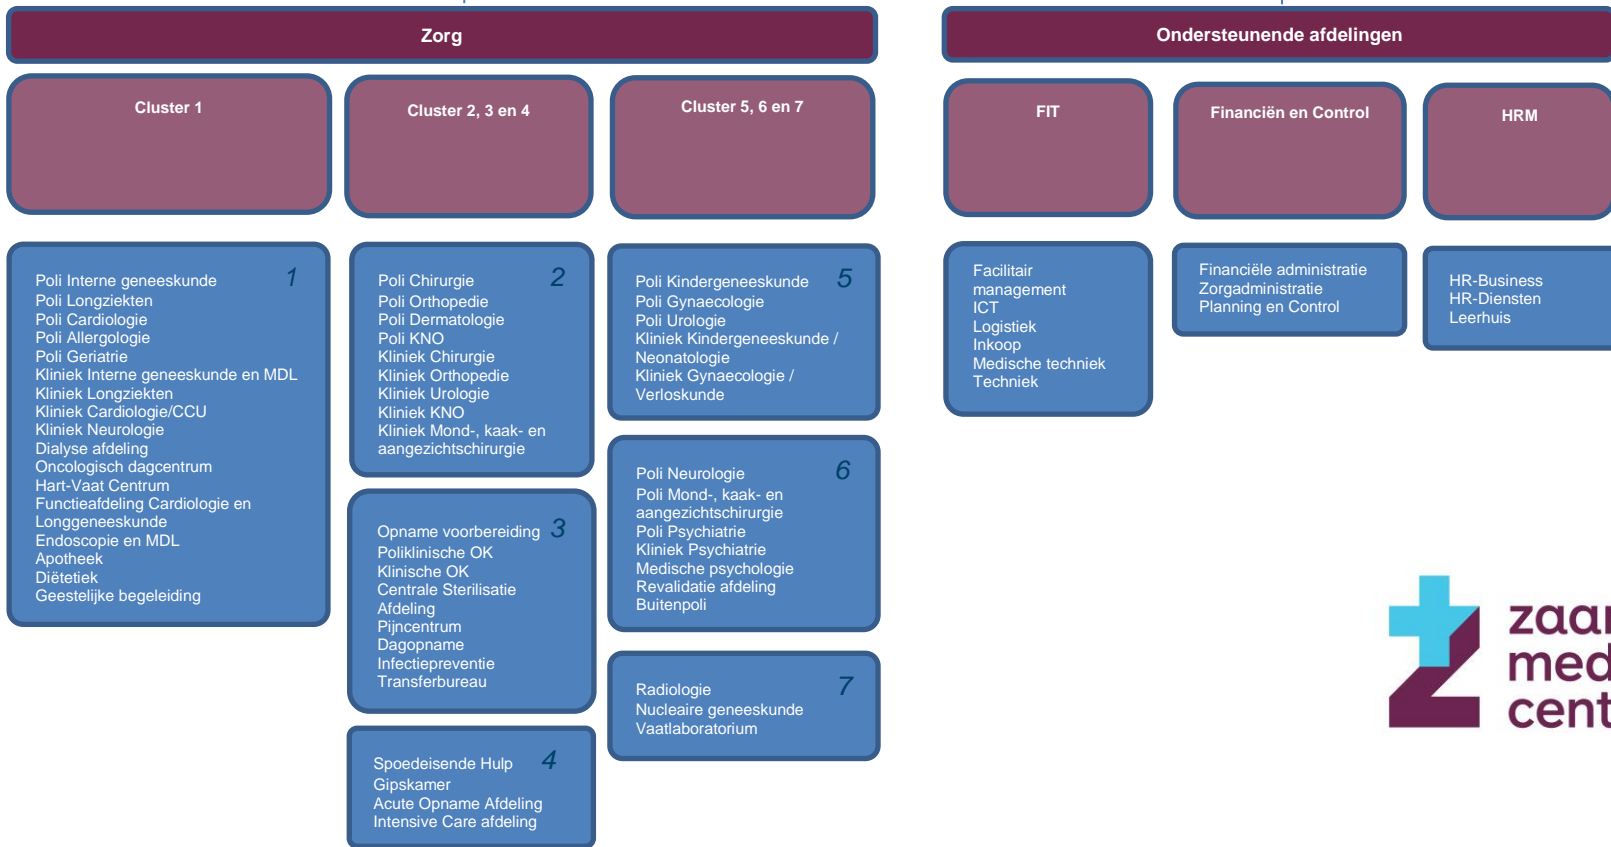 Zorg
Ondersteunende afdelingen
Cluster 1
Cluster 2, 3 en 4
Cluster 5, 6 en 7
FIT
Financiën en Control
HRM
Poli Interne geneeskunde 1
Poli Longziekten
Poli Cardiologie
Poli Allergologie
Poli Geriatrie
Kliniek Interne geneeskunde en MDL
Kliniek Longziekten
Kliniek Cardiologie/CCU
Kliniek Neurologie
Dialyse afdeling
Oncologisch dagcentrum
Hart-Vaat Centrum
Functieafdeling Cardiologie en
Longgeneeskunde
Endoscopie en MDL
Apotheek
Diëtetiek
Geestelijke begeleiding
Poli Chirurgie 2
Poli Orthopedie
Poli Dermatologie
Poli KNO
Kliniek Chirurgie
Kliniek Orthopedie
Kliniek Urologie
Kliniek KNO
Kliniek Mond-, kaak- en
aangezichtschirurgie
Opname voorbereiding 3
Poliklinische OK
Klinische OK
Centrale Sterilisatie
Afdeling
Pijncentrum
Dagopname
Infectiepreventie
Transferbureau
Spoedeisende Hulp 4
Gipskamer
Acute Opname Afdeling
Intensive Care afdeling
Poli Kindergeneeskunde 5
Poli Gynaecologie
Poli Urologie
Kliniek Kindergeneeskunde /
Neonatologie
Kliniek Gynaecologie /
Verloskunde
Poli Neurologie 6
Poli Mond-, kaak- en
aangezichtschirurgie
Poli Psychiatrie
Kliniek Psychiatrie
Medische psychologie
Revalidatie afdeling
Buitenpoli
Radiologie 7
Nucleaire geneeskunde
Vaatlaboratorium
Facilitair
management
ICT
Logistiek
Inkoop
Medische techniek
Techniek
Financiële administratie
Zorgadministratie
Planning en Control
HR-Business
HR-Diensten
Leerhuis